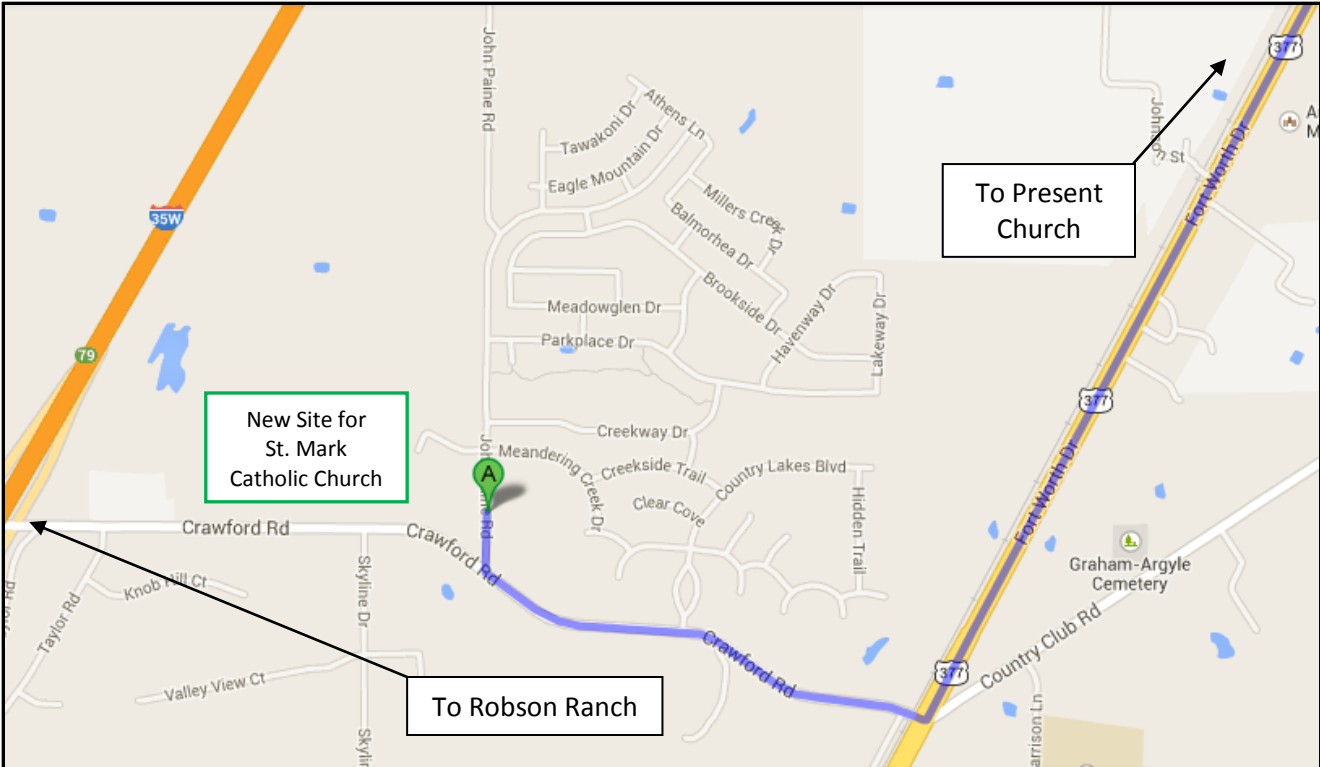 John Paine Rd
Athens Ln
Tawakoni Dr
Eagle Mountain Dr
Millers Creek Dr
Balmorhea Dr
Brookside Dr
Havenway Dr
Lakeway Dr
Meadowglen Dr
Parkplace Dr
377
Johnson St
Fort Worth Dr
To Present
Church
35W
79
New Site for
St. Mark
Catholic Church
Creekway Dr
Meandering Creek Dr
Creekside Trail
Country Lakes Blvd
Clear Cove
Hidden Trail
A
377
Fort Worth Dr
Graham-Argyle
Cemetery
Crawford Rd
Crawford Rd
Knob Hill Ct
Taylor Rd
Skyline Dr
Valley View Ct
To Robson Ranch
Crawford Rd
377
Country Club Rd